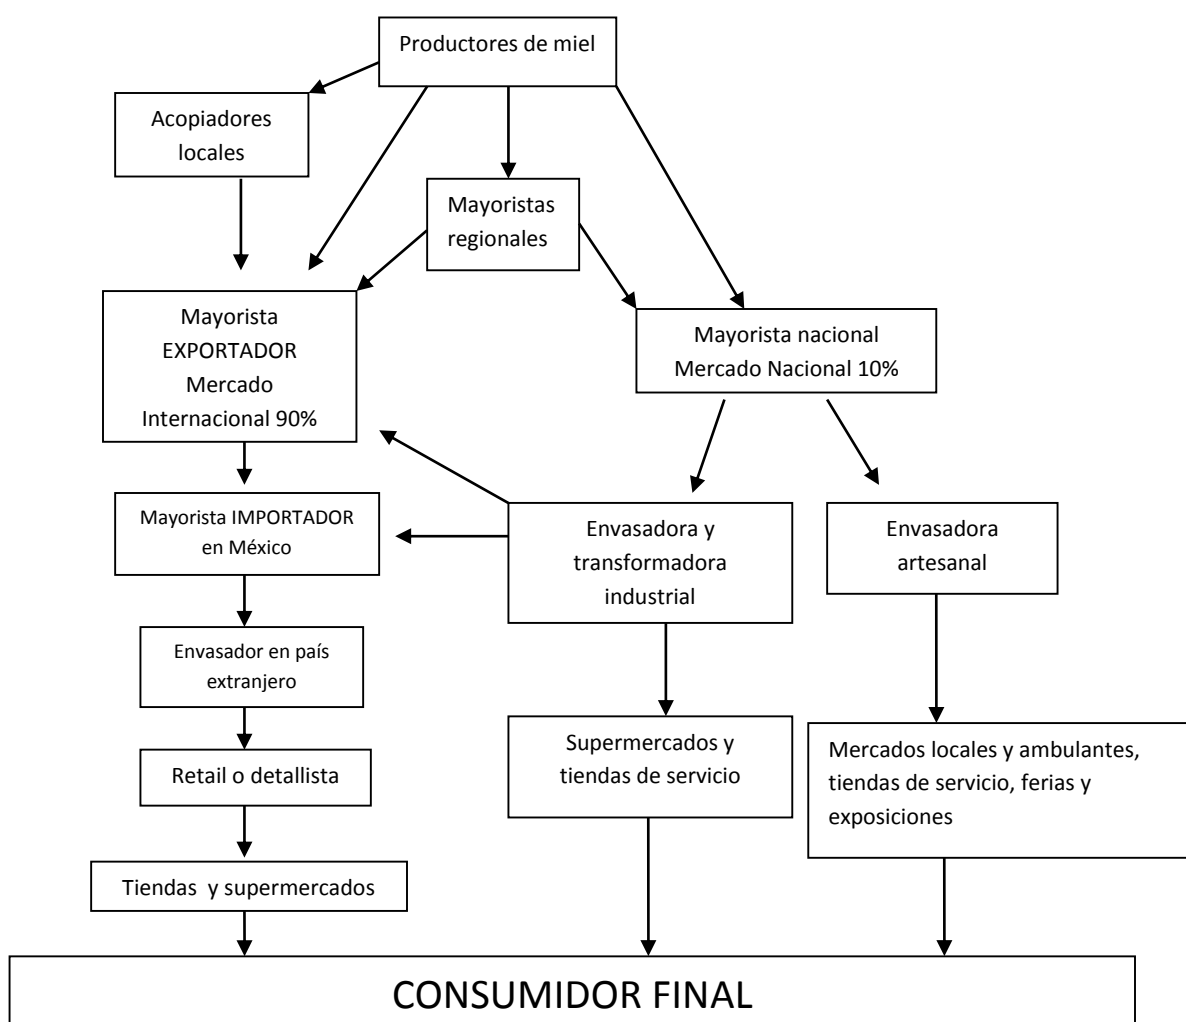 Productores de miel
Acopiadores
locales
Mayoristas
regionales
Mayorista
EXPORTADOR
Mercado
Internacional 90%
Mayorista nacional
Mercado Nacional 10%
Mayorista IMPORTADOR
en México
Envasadora y
transformadora
industrial
Envasadora
artesanal
Envasador en país
extranjero
Retail o detallista
Supermercados y
tiendas de servicio
Mercados locales y ambulantes,
tiendas de servicio, ferias y
exposiciones
Tiendas y supermercados
CONSUMIDOR FINAL